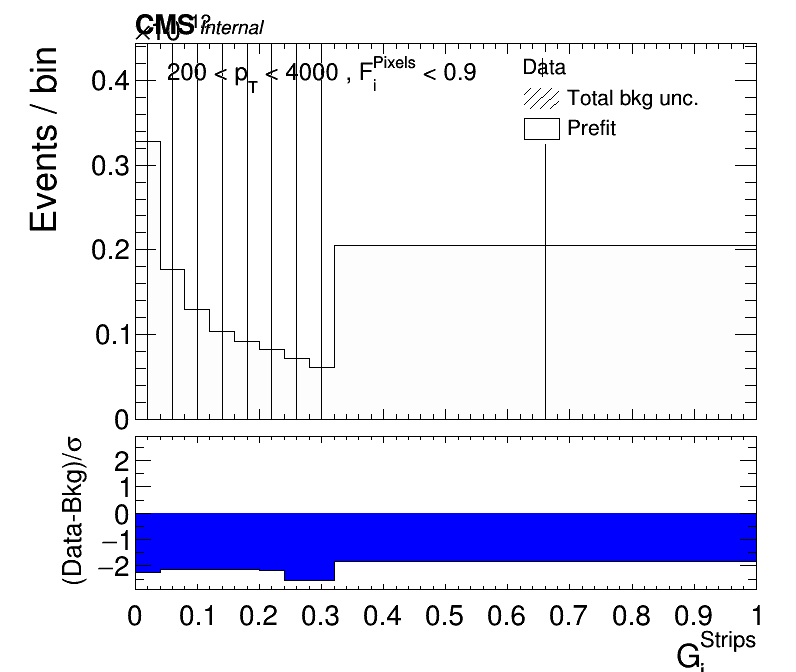 CMS Internal
×10¹²
Events / bin
200 < p_T < 4000 , F_i^Pixels < 0.9
Data
Total bkg unc.
Prefit
0.4
0.3
0.2
0.1
0
(Data-Bkg)/σ
2
1
0
−1
−2
0 0.1 0.2 0.3 0.4 0.5 0.6 0.7 0.8 0.9 1
G_i^Strips